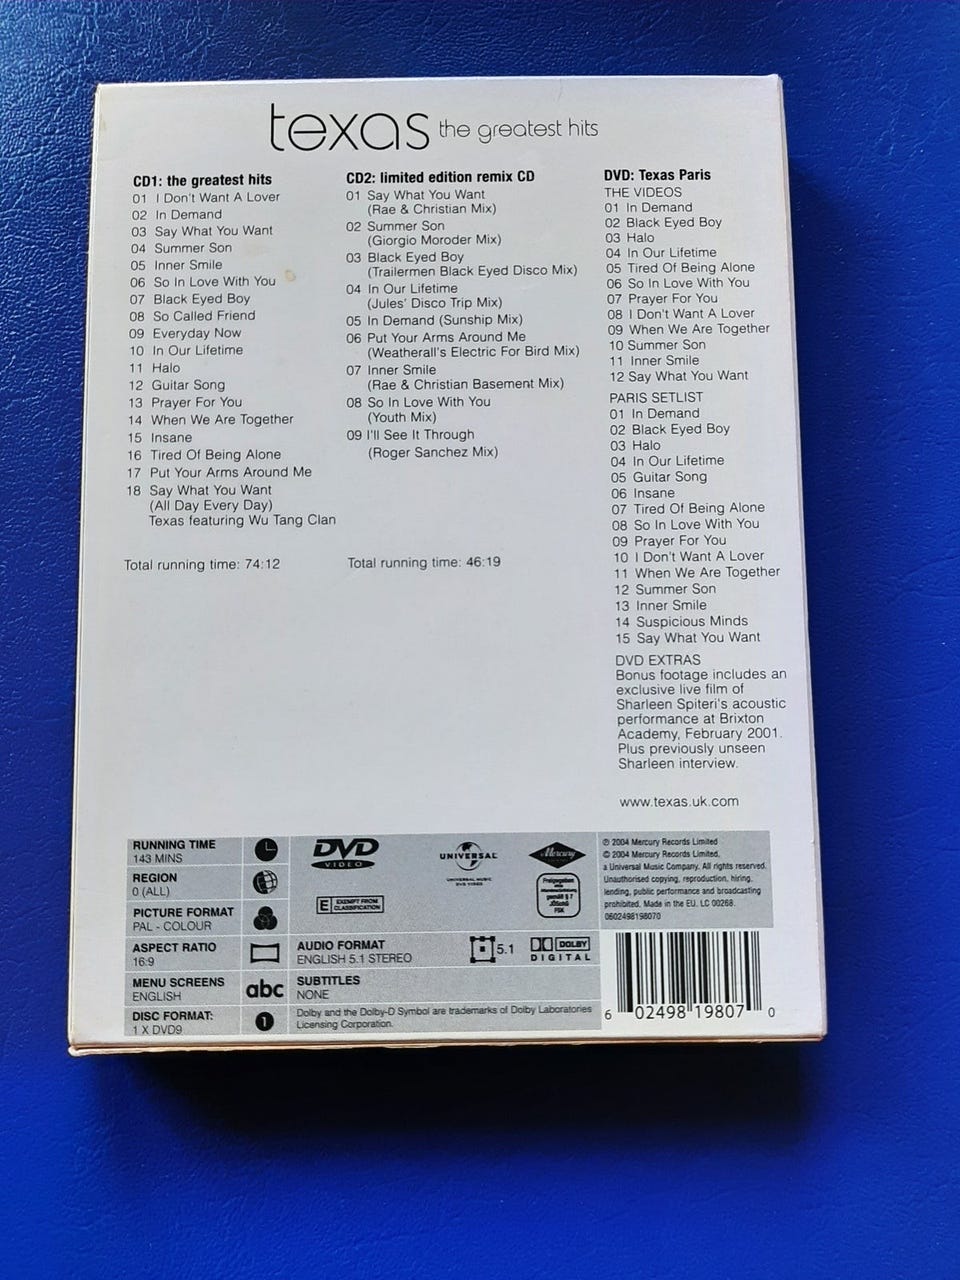 texas the greatest hits
CD1: the greatest hits
01 I Don't Want A Lover
02 In Demand
03 Say What You Want
04 Summer Son
05 Inner Smile
06 So In Love With You
07 Black Eyed Boy
08 So Called Friend
09 Everyday Now
10 In Our Lifetime
11 Halo
12 Guitar Song
13 Prayer For You
14 When We Are Together
15 Insane
16 Tired Of Being Alone
17 Put Your Arms Around Me
18 Say What You Want
(All Day Every Day)
Texas featuring Wu Tang Clan
Total running time: 74:12
CD2: limited edition remix CD
01 Say What You Want
(Rae & Christian Mix)
02 Summer Son
(Giorgio Moroder Mix)
03 Black Eyed Boy
(Trailermen Black Eyed Disco Mix)
04 In Our Lifetime
(Jules' Disco Trip Mix)
05 In Demand (Sunship Mix)
06 Put Your Arms Around Me
(Weatherall's Electric For Bird Mix)
07 Inner Smile
(Rae & Christian Basement Mix)
08 So In Love With You
(Youth Mix)
09 I'll See It Through
(Roger Sanchez Mix)
Total running time: 46:19
DVD: Texas Paris
THE VIDEOS
01 In Demand
02 Black Eyed Boy
03 Halo
04 In Our Lifetime
05 Tired Of Being Alone
06 So In Love With You
07 Prayer For You
08 I Don't Want A Lover
09 When We Are Together
10 Summer Son
11 Inner Smile
12 Say What You Want
PARIS SETLIST
01 In Demand
02 Black Eyed Boy
03 Halo
04 In Our Lifetime
05 Guitar Song
06 Insane
07 Tired Of Being Alone
08 So In Love With You
09 Prayer For You
10 I Don't Want A Lover
11 When We Are Together
12 Summer Son
13 Inner Smile
14 Suspicious Minds
15 Say What You Want
DVD EXTRAS
Bonus footage includes an
exclusive live film of
Sharleen Spiteri's acoustic
performance at Brixton
Academy, February 2001.
Plus previously unseen
Sharleen interview.
www.texas.uk.com
RUNNING TIME
143 MINS
REGION
0 (ALL)
PICTURE FORMAT
PAL - COLOUR
ASPECT RATIO
16:9
MENU SCREENS
ENGLISH
abc
DISC FORMAT:
1 X DVD9
1
DVD
VIDEO
E EXEMPT FROM
CLASSIFICATION
UNIVERSAL
UNIVERSAL MUSIC
DVD VIDEO
Mercury
Freigegeben
gemäß § 7
JÖSchG
FSK
AUDIO FORMAT
ENGLISH 5.1 STEREO
5.1
DOLBY
DIGITAL
SUBTITLES
NONE
Dolby and the Dolby-D Symbol are trademarks of Dolby Laboratories
Licensing Corporation.
℗ 2004 Mercury Records Limited
© 2004 Mercury Records Limited,
a Universal Music Company. All rights reserved.
Unauthorised copying, reproduction, hiring,
lending, public performance and broadcasting
prohibited. Made in the EU. LC 00268.
0602498198070
6 02498 19807 0